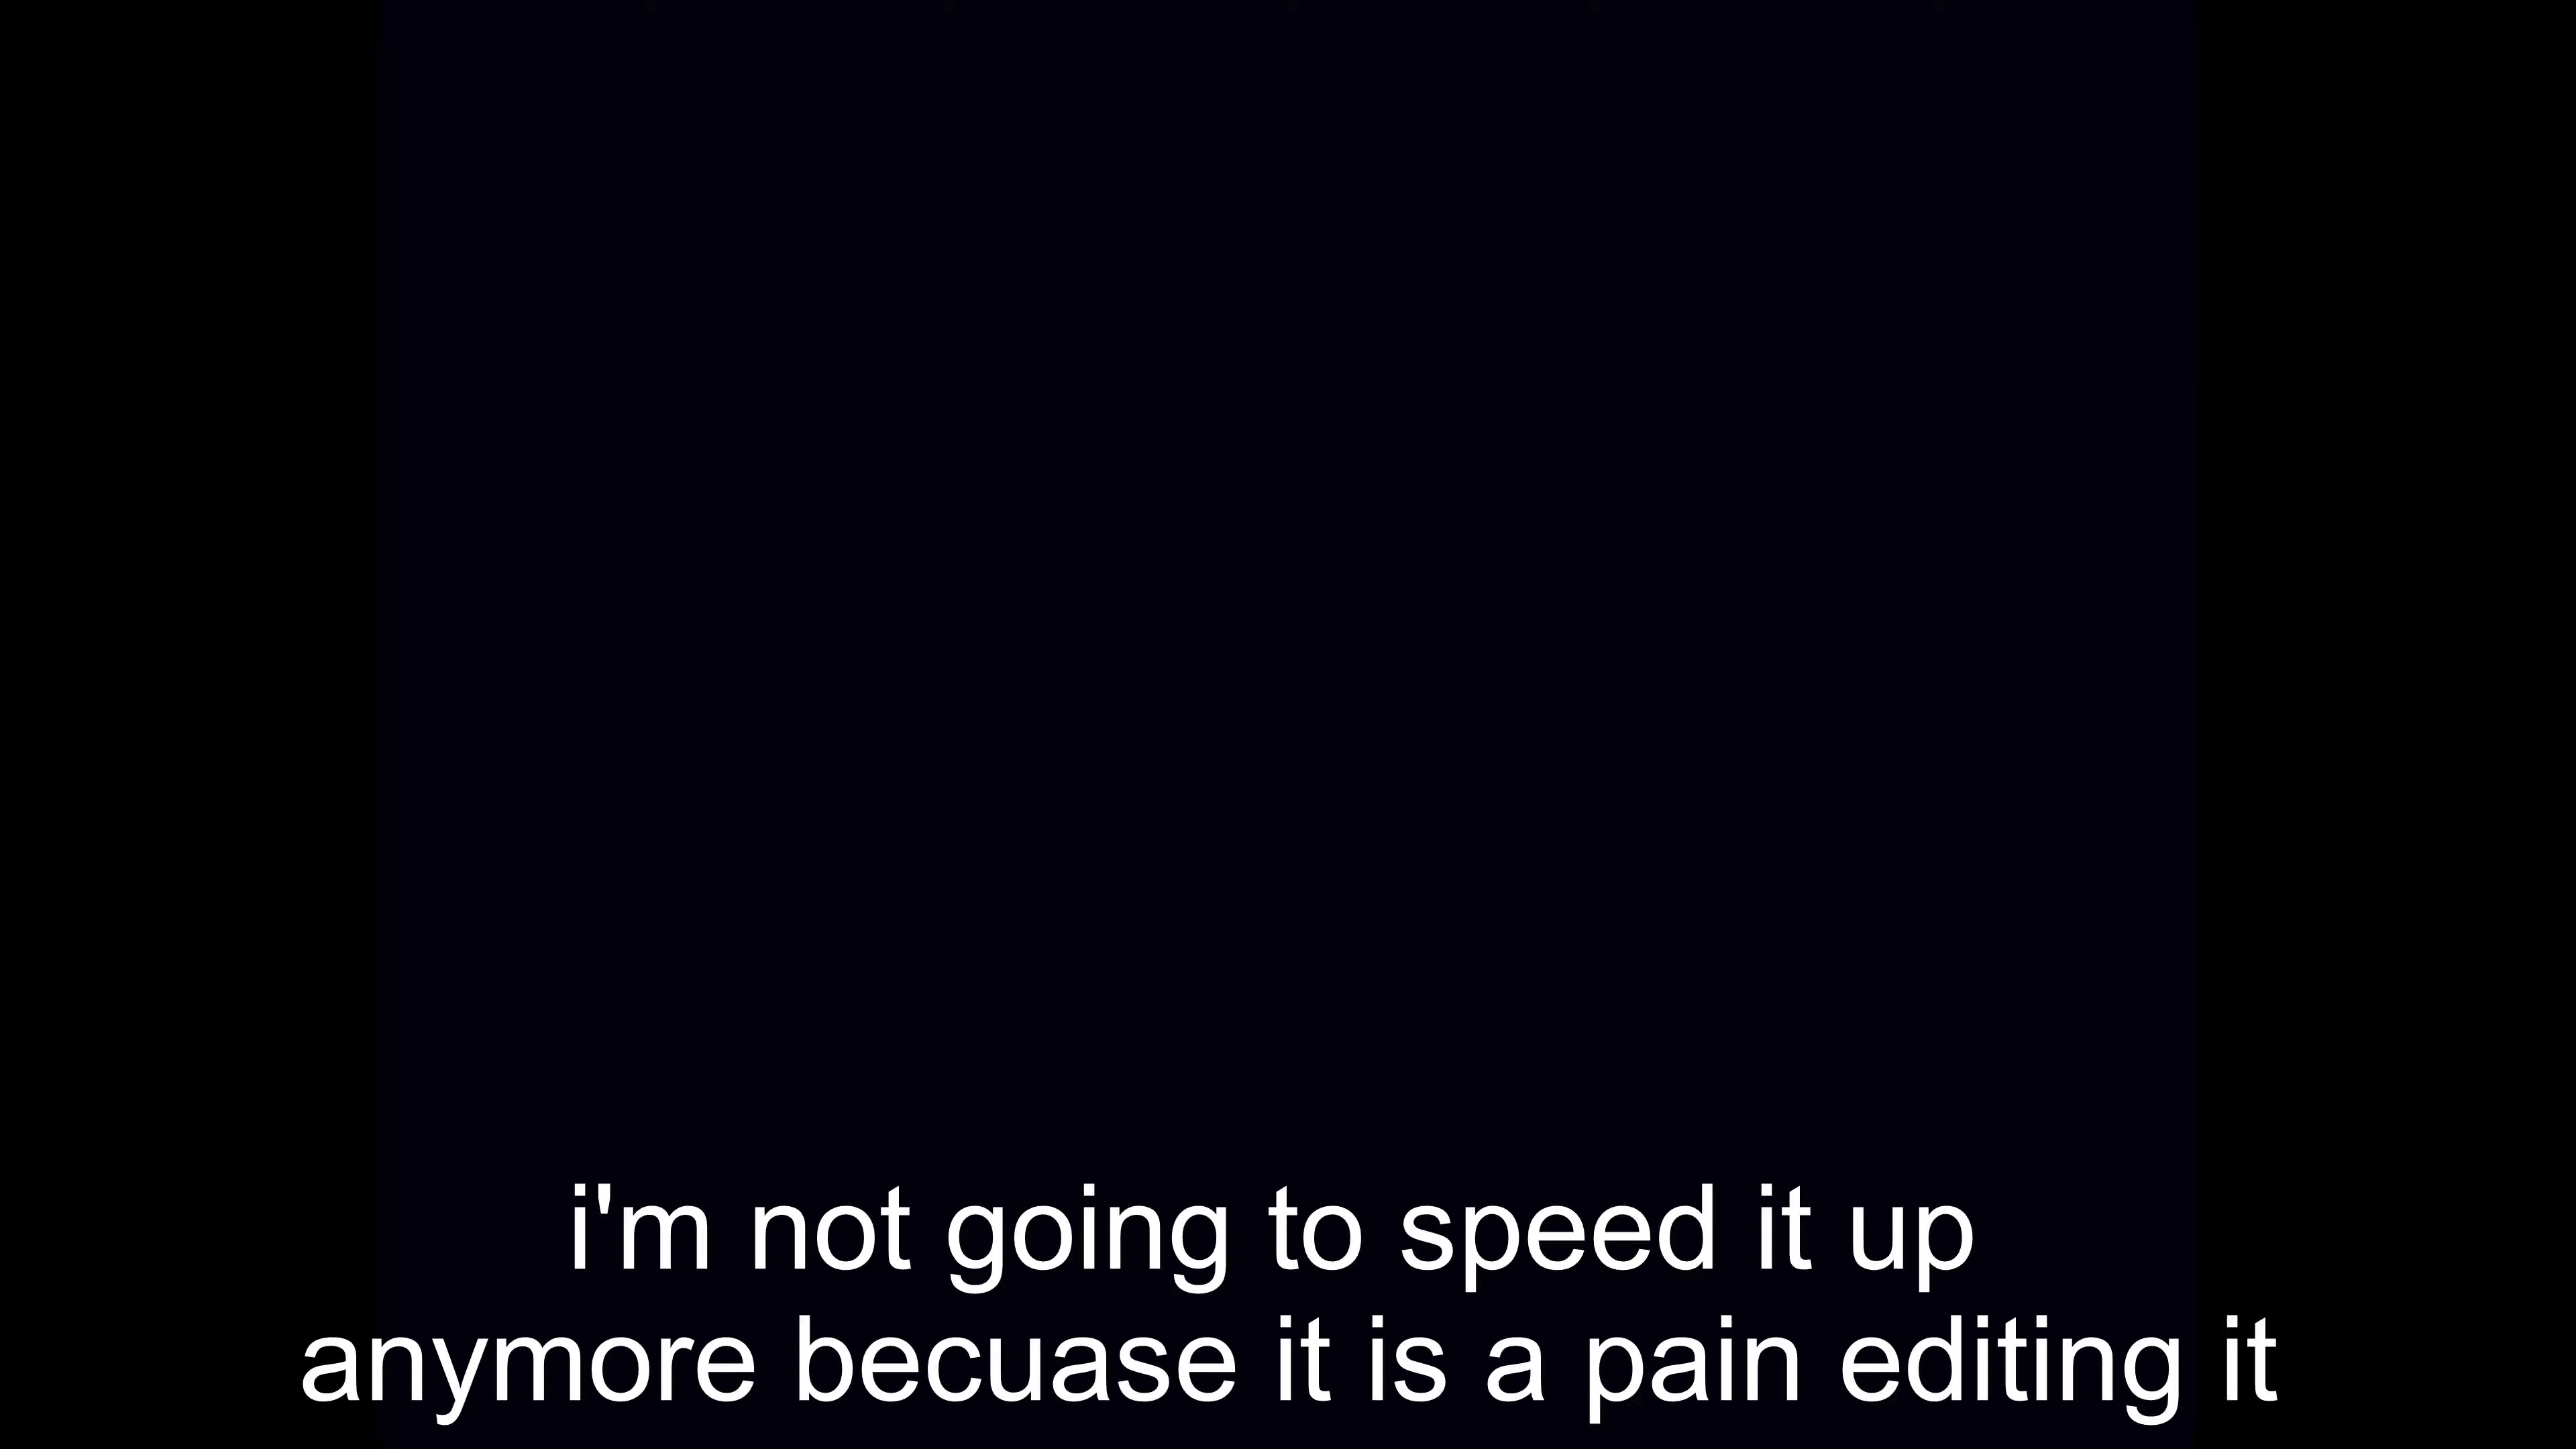 i'm not going to speed it up
anymore becuase it is a pain editing it